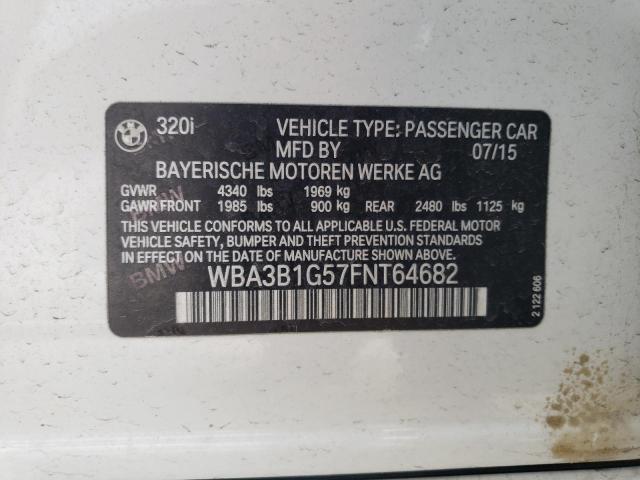 320i VEHICLE TYPE: PASSENGER CAR
MFD BY 07/15
BAYERISCHE MOTOREN WERKE AG
GVWR 4340 lbs 1969 kg
GAWR FRONT 1985 lbs 900 kg REAR 2480 lbs 1125 kg
THIS VEHICLE CONFORMS TO ALL APPLICABLE U.S. FEDERAL MOTOR
VEHICLE SAFETY, BUMPER, AND THEFT PREVENTION STANDARDS IN
EFFECT ON THE DATE OF MANUFACTURE SHOWN ABOVE.
WBA3B1G57FNT64682
2 122 606
BMW
BMW